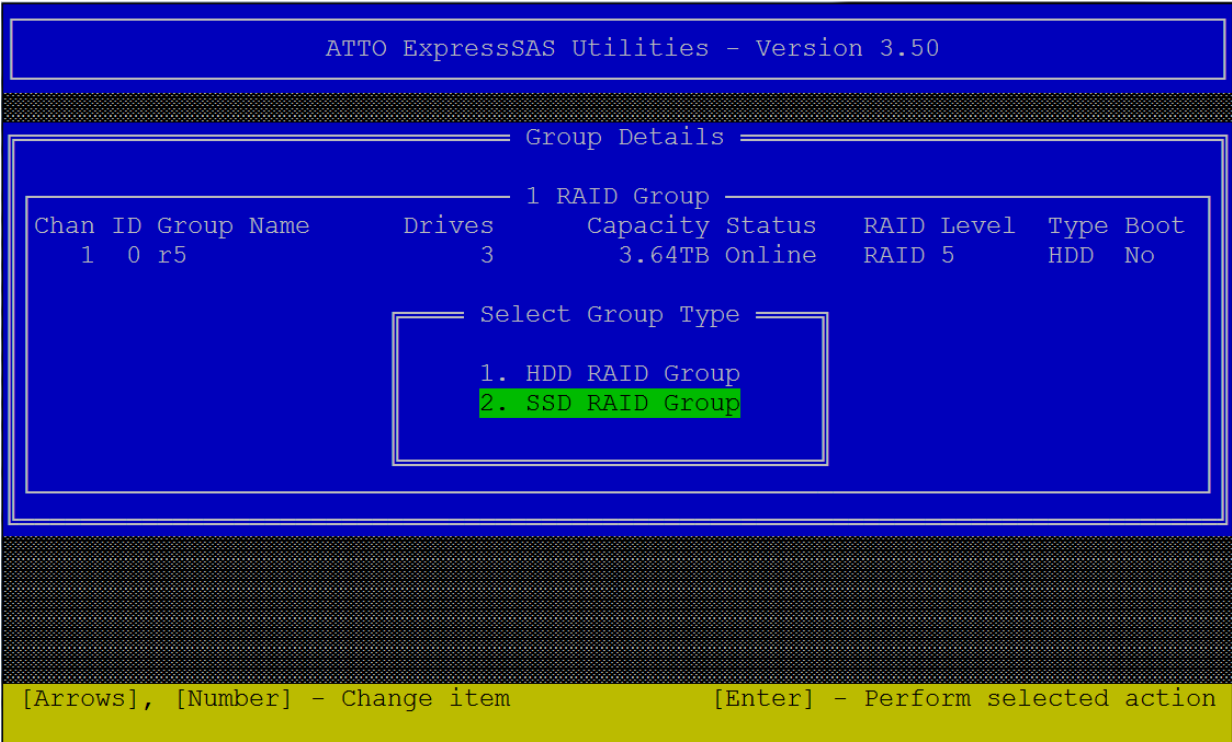 ATTO ExpressSAS Utilities - Version 3.50
Group Details
1 RAID Group
Chan ID Group Name Drives Capacity Status RAID Level Type Boot
1 0 r5 3 3.64TB Online RAID 5 HDD No
Select Group Type
1. HDD RAID Group
2. SSD RAID Group
[Arrows], [Number] - Change item [Enter] - Perform selected action